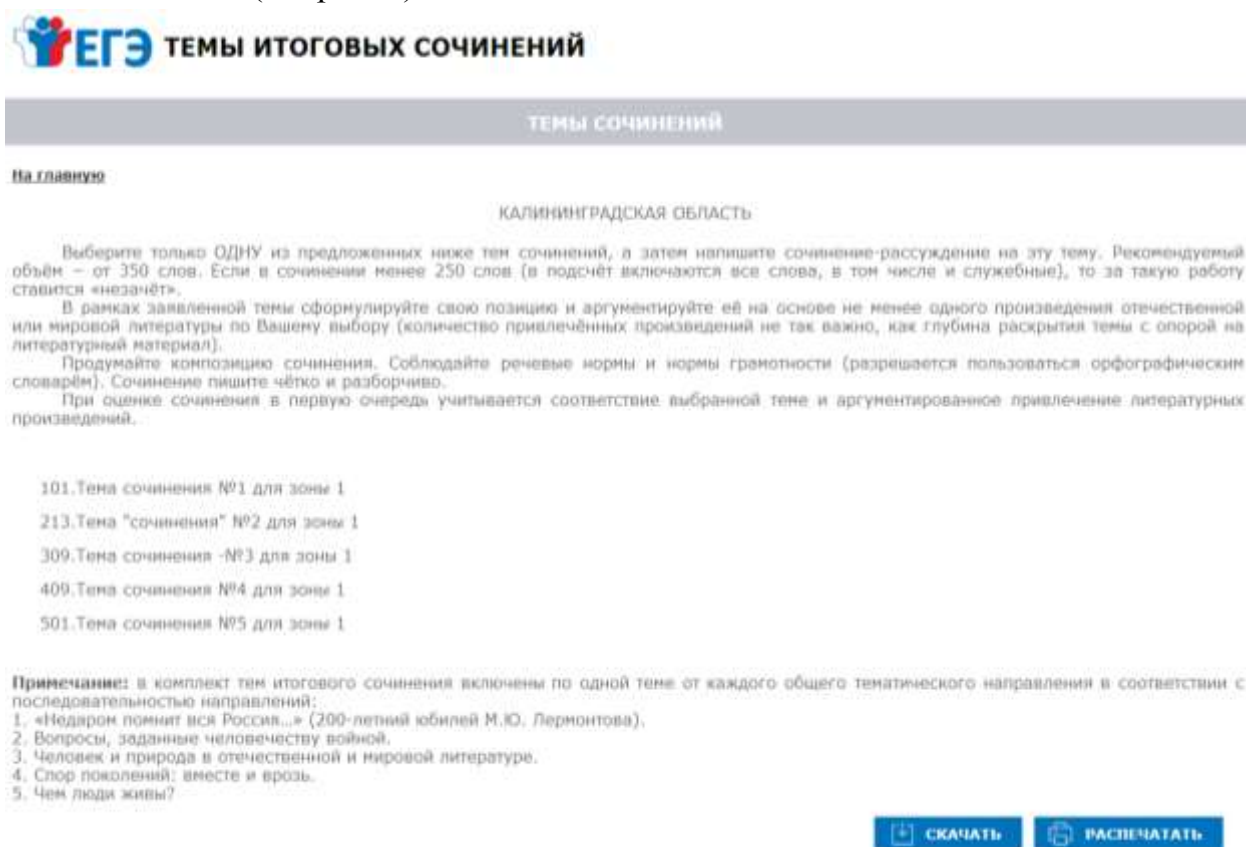 ЕГЭ ТЕМЫ ИТОГОВЫХ СОЧИНЕНИЙ
ТЕМЫ СОЧИНЕНИЙ
На главную
КАЛИНИНГРАДСКАЯ ОБЛАСТЬ
Выберите только ОДНУ из предложенных ниже тем сочинений, а затем напишите сочинение-рассуждение на эту тему. Рекомендуемый
объём – от 350 слов. Если в сочинении менее 250 слов (в подсчёт включаются все слова, в том числе и служебные), то за такую работу
ставится «незачёт».
В рамках заявленной темы сформулируйте свою позицию и аргументируйте её на основе не менее одного произведения отечественной
или мировой литературы по Вашему выбору (количество привлечённых произведений не так важно, как глубина раскрытия темы с опорой на
литературный материал).
Продумайте композицию сочинения. Соблюдайте речевые нормы и нормы грамотности (разрешается пользоваться орфографическим
словарём). Сочинение пишите чётко и разборчиво.
При оценке сочинения в первую очередь учитывается соответствие выбранной теме и аргументированное привлечение литературных
произведений.
101.Тема сочинения №1 для зоны 1
213.Тема "сочинения" №2 для зоны 1
309.Тема сочинения -№3 для зоны 1
409.Тема сочинения №4 для зоны 1
501.Тема сочинения №5 для зоны 1
Примечание: в комплект тем итогового сочинения включены по одной теме от каждого общего тематического направления в соответствии с
последовательностью направлений:
1. «Недаром помнит вся Россия...» (200-летний юбилей М.Ю. Лермонтова).
2. Вопросы, заданные человечеству войной.
3. Человек и природа в отечественной и мировой литературе.
4. Спор поколений: вместе и врозь.
5. Чем люди живы?
СКАЧАТЬ РАСПЕЧАТАТЬ